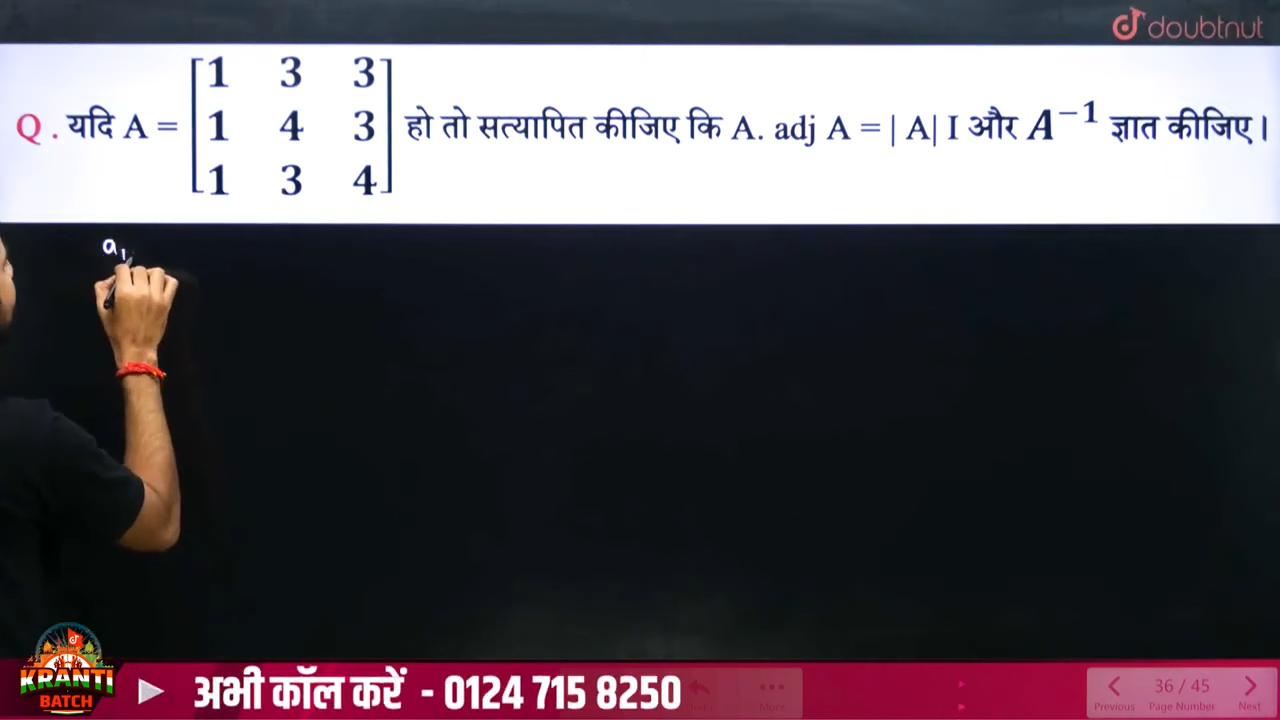 doubtnut
Q . यदि A = [1 3 3
1 4 3
1 3 4] हो तो सत्यापित कीजिए कि A. adj A = | A| I और A⁻¹ ज्ञात कीजिए।
a₁
KRANTI
BATCH
अभी कॉल करें - 0124 715 8250
More
36 / 45
Previous Page Number Next